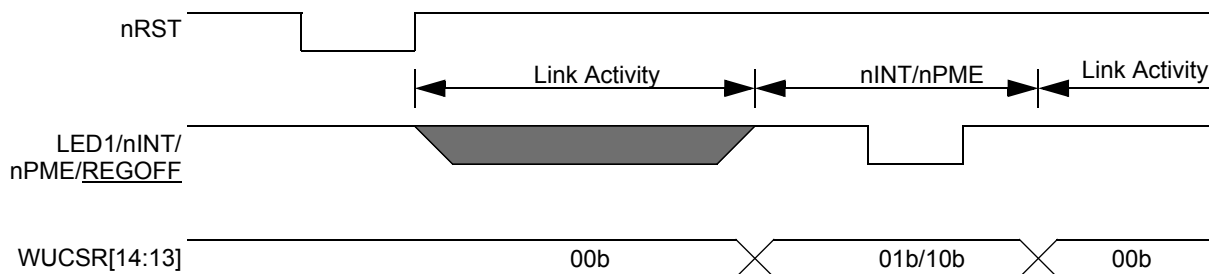 nRST
Link Activity
nINT/nPME
Link Activity
LED1/nINT/
nPME/REGOFF
WUCSR[14:13]
00b
01b/10b
00b